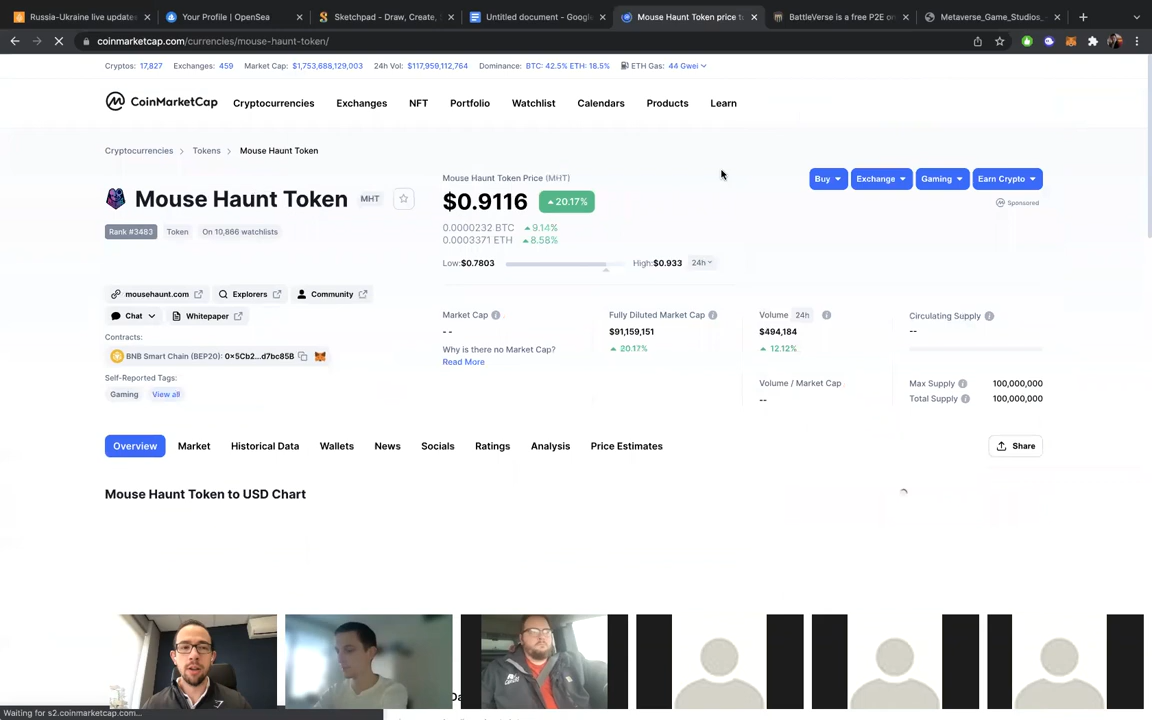 Russia-Ukraine live updates
Your Profile | OpenSea
Sketchpad - Draw, Create,
Untitled document - Google
Mouse Haunt Token price to
BattleVerse is a free P2E on
Metaverse_Game_Studios_
coinmarketcap.com/currencies/mouse-haunt-token/
Cryptos: 17,827 Exchanges: 459 Market Cap: $1,753,688,129,003 24h Vol: $117,959,112,764 Dominance: BTC: 42.5% ETH: 18.5% ETH Gas: 44 Gwei
CoinMarketCap Cryptocurrencies Exchanges NFT Portfolio Watchlist Calendars Products Learn
Cryptocurrencies > Tokens > Mouse Haunt Token
Mouse Haunt Token MHT
Rank #3483 Token On 10,866 watchlists
Mouse Haunt Token Price (MHT)
$0.9116 20.17%
0.0000232 BTC 9.14%
0.0003371 ETH 8.58%
Low:$0.7803 High:$0.933 24h
Buy Exchange Gaming Earn Crypto
Sponsored
mousehaunt.com Explorers Community
Chat Whitepaper
Contracts:
BNB Smart Chain (BEP20): 0x5Cb2...d7bc85B
Self-Reported Tags:
Gaming View all
Market Cap
- -
Why is there no Market Cap?
Read More
Fully Diluted Market Cap
$91,159,151
20.17%
Volume 24h
$494,184
12.12%
Volume / Market Cap
--
Circulating Supply
--
Max Supply 100,000,000
Total Supply 100,000,000
Overview Market Historical Data Wallets News Socials Ratings Analysis Price Estimates Share
Mouse Haunt Token to USD Chart
Waiting for s2.coinmarketcap.com...